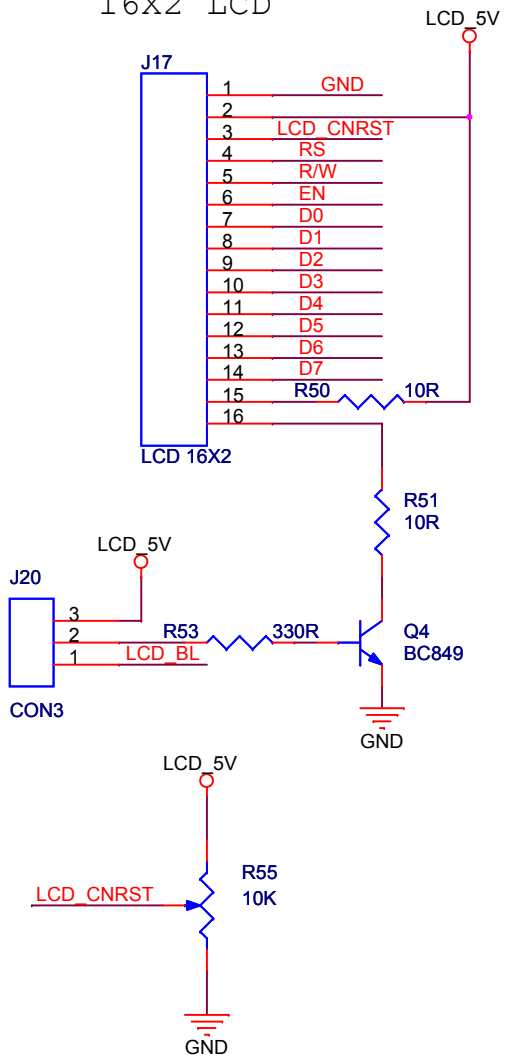 16X2 LCD
LCD_5V
J17
1 GND
2
3 LCD_CNRST
4 RS
5 R/W
6 EN
7 D0
8 D1
9 D2
10 D3
11 D4
12 D5
13 D6
14 D7
15 R50 10R
16
LCD 16X2
R51
10R
LCD_5V
J20
3
2 R53 330R
1 LCD_BL
Q4
BC849
CON3
GND
LCD_5V
R55
10K
LCD_CNRST
GND